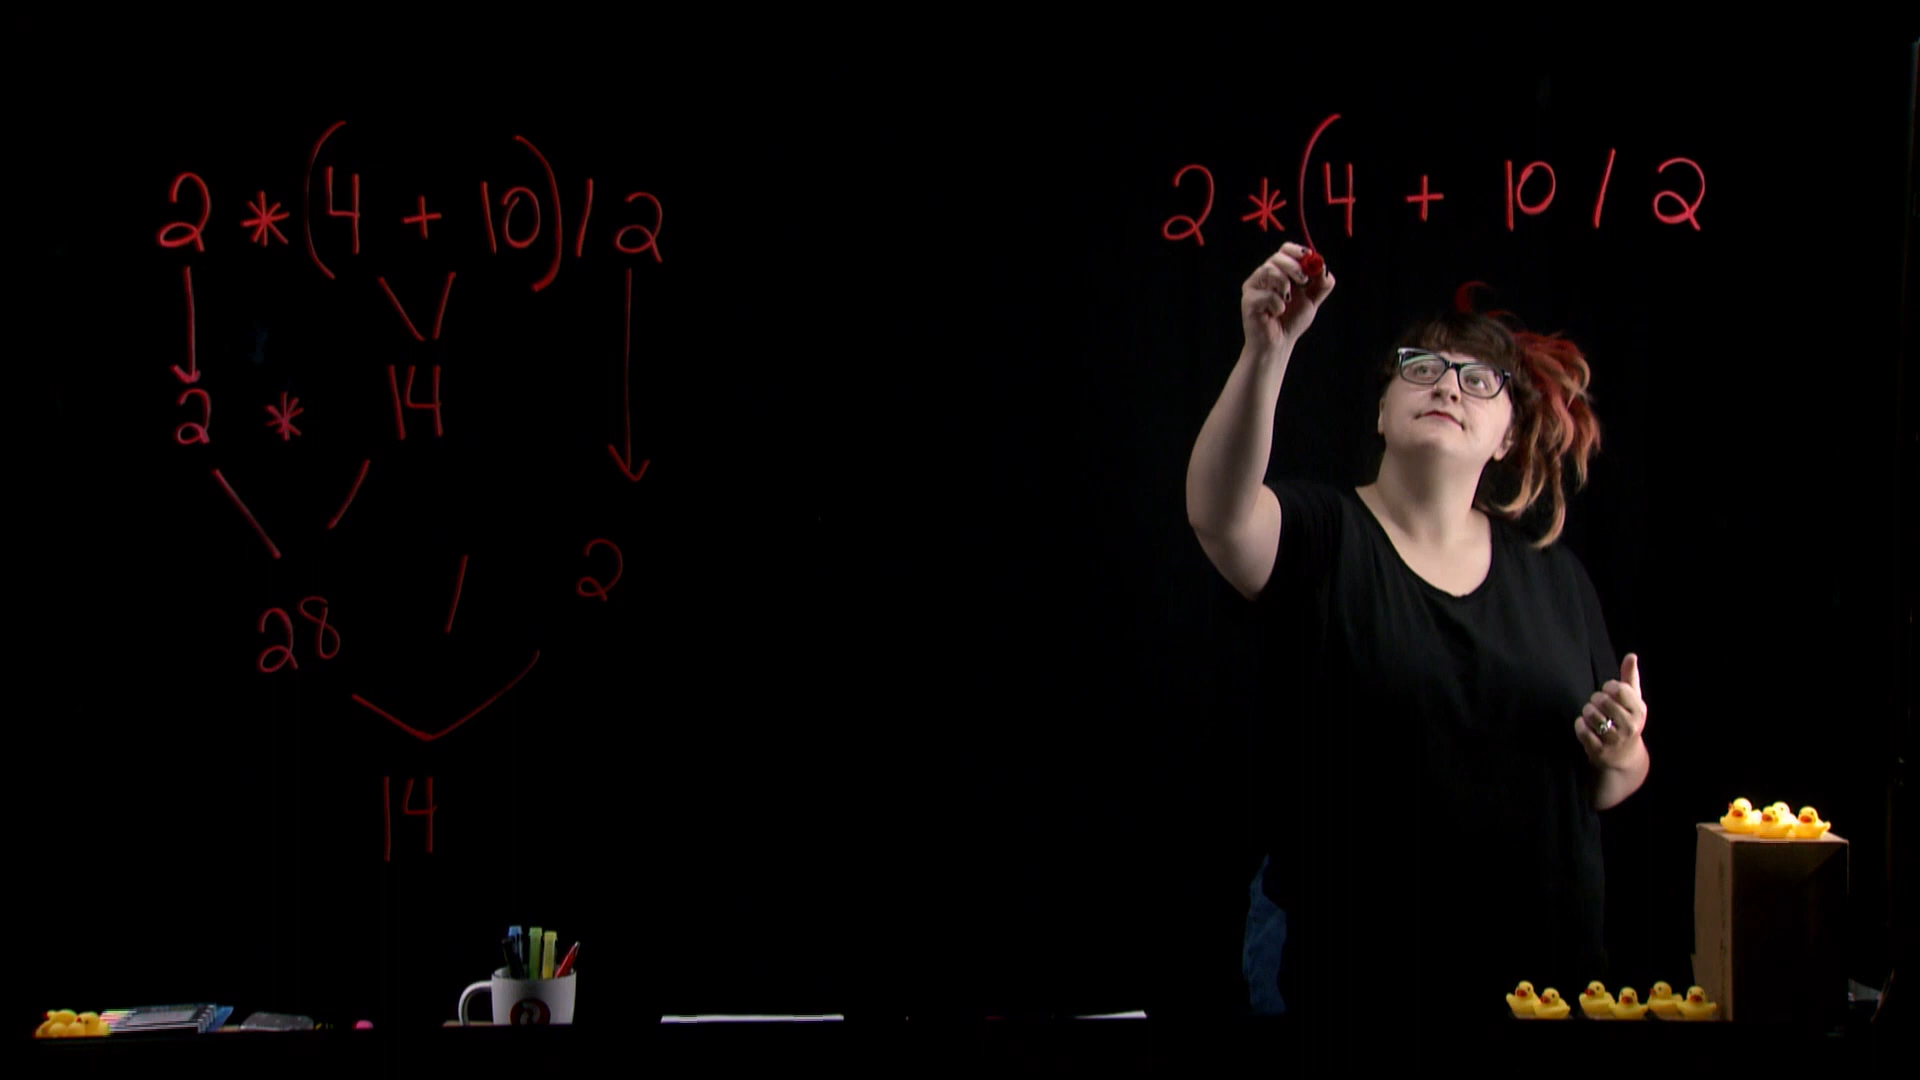 2 * (4 + 10) / 2
2 * 14
28 / 2
14
2 * (4 + 10 / 2